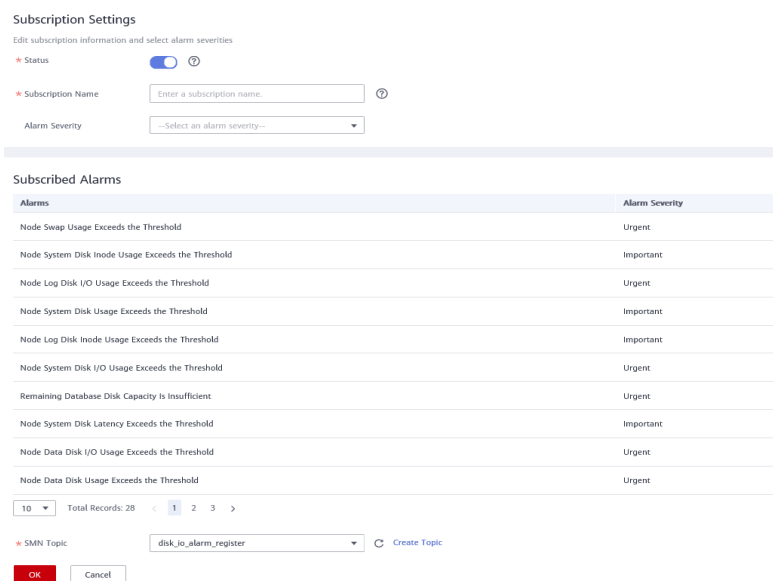 Subscription Settings
Edit subscription information and select alarm severities
* Status
* Subscription Name Enter a subscription name.
Alarm Severity --Select an alarm severity--
Subscribed Alarms
Alarms Alarm Severity
Node Swap Usage Exceeds the Threshold Urgent
Node System Disk Inode Usage Exceeds the Threshold Important
Node Log Disk I/O Usage Exceeds the Threshold Urgent
Node System Disk Usage Exceeds the Threshold Important
Node Log Disk Inode Usage Exceeds the Threshold Important
Node System Disk I/O Usage Exceeds the Threshold Urgent
Remaining Database Disk Capacity Is Insufficient Urgent
Node System Disk Latency Exceeds the Threshold Important
Node Data Disk I/O Usage Exceeds the Threshold Urgent
Node Data Disk Usage Exceeds the Threshold Urgent
10 Total Records: 28 < 1 2 3 >
* SMN Topic disk_io_alarm_register Create Topic
OK Cancel